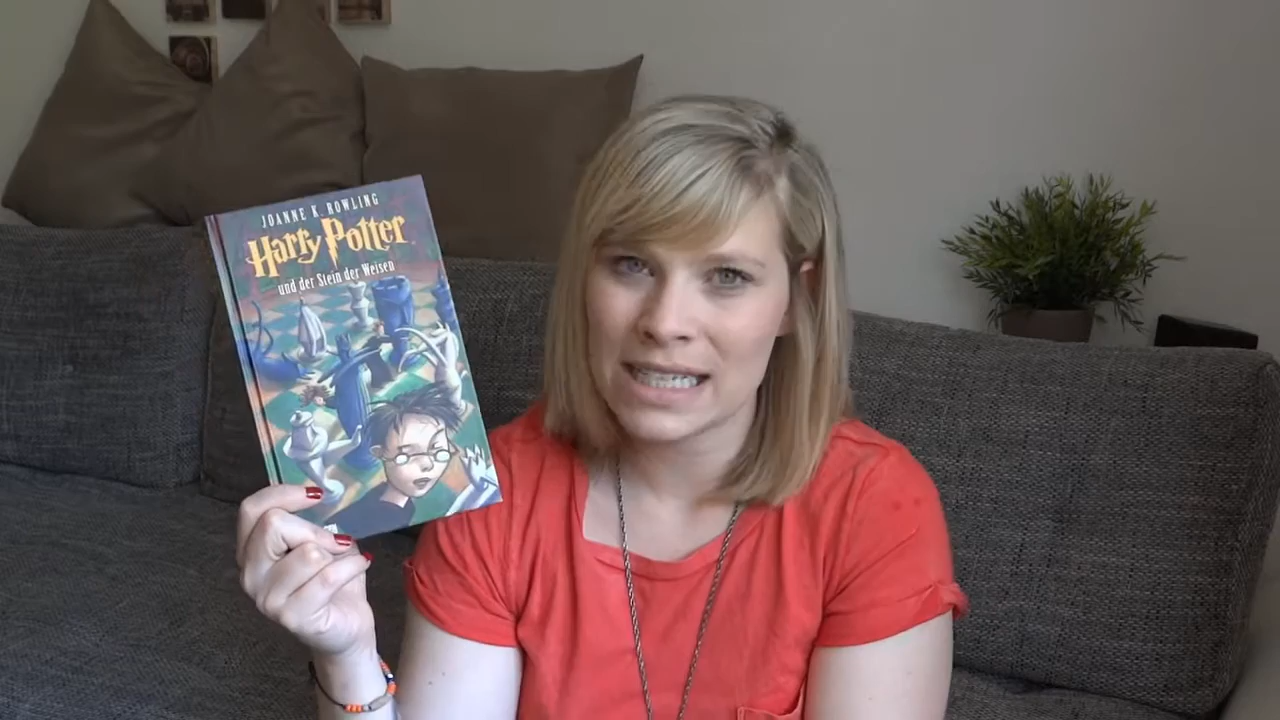 JOANNE K. ROWLING
Harry Potter
und der Stein der Weisen